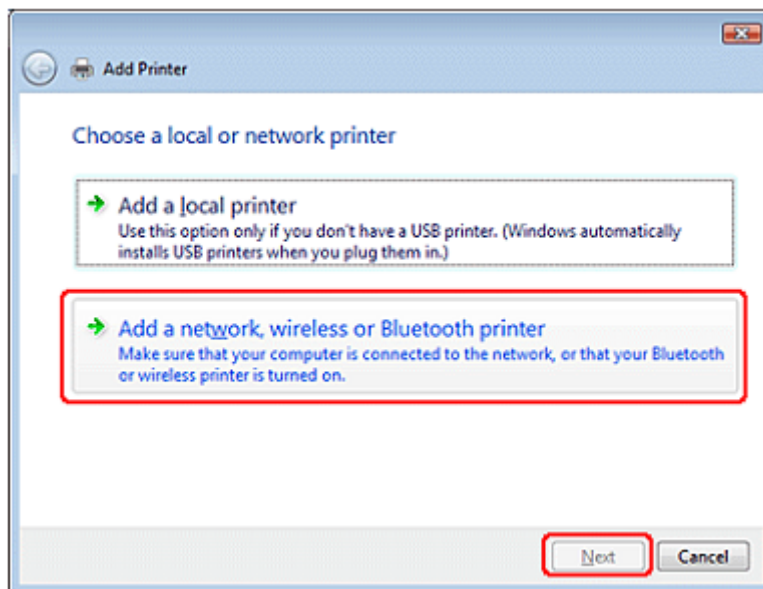 Add Printer
Choose a local or network printer
Add a local printer
Use this option only if you don't have a USB printer. (Windows automatically
installs USB printers when you plug them in.)
Add a network, wireless or Bluetooth printer
Make sure that your computer is connected to the network, or that your Bluetooth
or wireless printer is turned on.
Next
Cancel